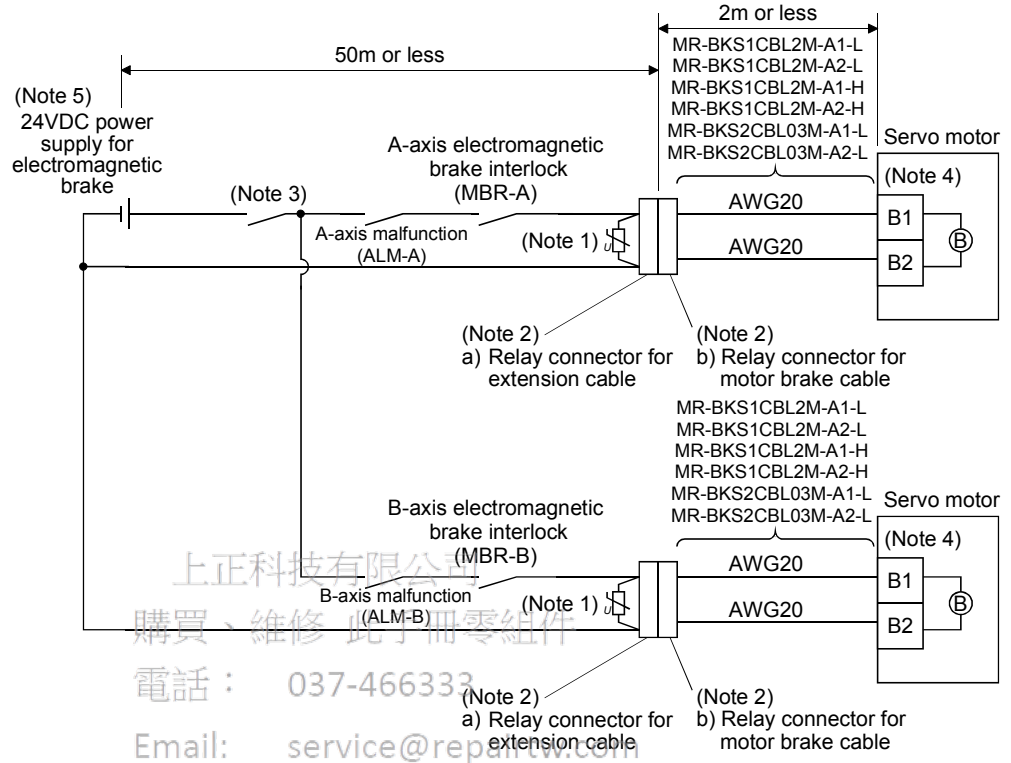 2m or less
50m or less
MR-BKS1CBL2M-A1-L
MR-BKS1CBL2M-A2-L
MR-BKS1CBL2M-A1-H
MR-BKS1CBL2M-A2-H
MR-BKS2CBL03M-A1-L
MR-BKS2CBL03M-A2-L
(Note 5)
24VDC power
supply for
electromagnetic
brake
A-axis electromagnetic
brake interlock
(MBR-A)
Servo motor
(Note 3)
(Note 4)
A-axis malfunction
(ALM-A)
(Note 1)
U
AWG20
AWG20
B1
B2
B
(Note 2)
a) Relay connector for
extension cable
(Note 2)
b) Relay connector for
motor brake cable
MR-BKS1CBL2M-A1-L
MR-BKS1CBL2M-A2-L
MR-BKS1CBL2M-A1-H
MR-BKS1CBL2M-A2-H
MR-BKS2CBL03M-A1-L
MR-BKS2CBL03M-A2-L
B-axis electromagnetic
brake interlock
(MBR-B)
Servo motor
(Note 4)
B-axis malfunction
(ALM-B)
(Note 1)
U
AWG20
AWG20
B1
B2
B
(Note 2)
a) Relay connector for
extension cable
(Note 2)
b) Relay connector for
motor brake cable
上正科技有限公司
購買、維修 此手冊零組件
電話： 037-466333
Email: service@repairtw.com